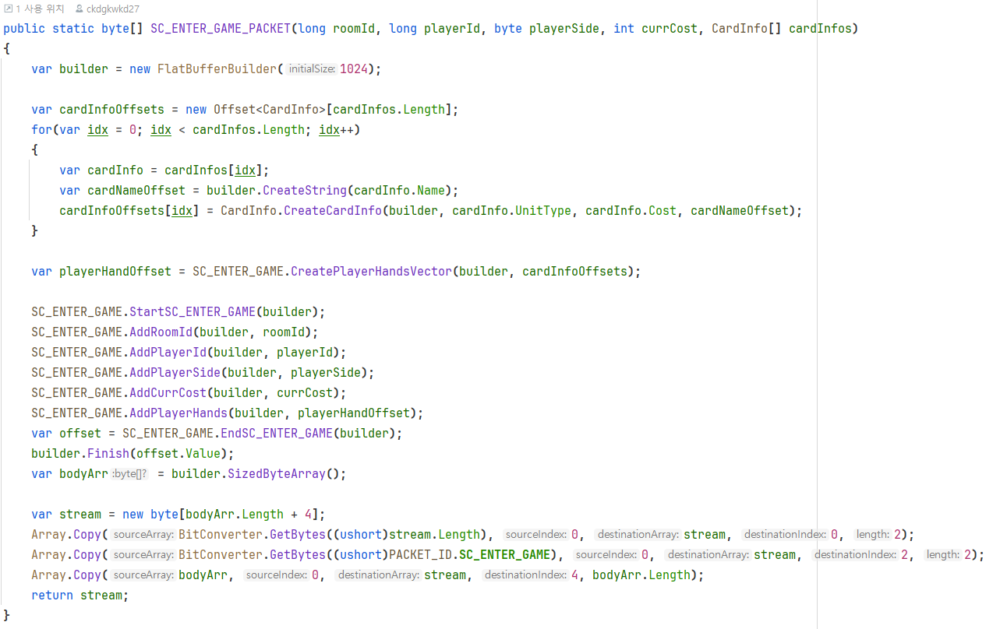 1 사용 위치 ckdgkwkd27
public static byte[] SC_ENTER_GAME_PACKET(long roomId, long playerId, byte playerSide, int currCost, CardInfo[] cardInfos)
{
    var builder = new FlatBufferBuilder( initialSize: 1024);

    var cardInfoOffsets = new Offset<CardInfo>[cardInfos.Length];
    for(var idx = 0; idx < cardInfos.Length; idx++)
    {
        var cardInfo = cardInfos[idx];
        var cardNameOffset = builder.CreateString(cardInfo.Name);
        cardInfoOffsets[idx] = CardInfo.CreateCardInfo(builder, cardInfo.UnitType, cardInfo.Cost, cardNameOffset);
    }

    var playerHandOffset = SC_ENTER_GAME.CreatePlayerHandsVector(builder, cardInfoOffsets);

    SC_ENTER_GAME.StartSC_ENTER_GAME(builder);
    SC_ENTER_GAME.AddRoomId(builder, roomId);
    SC_ENTER_GAME.AddPlayerId(builder, playerId);
    SC_ENTER_GAME.AddPlayerSide(builder, playerSide);
    SC_ENTER_GAME.AddCurrCost(builder, currCost);
    SC_ENTER_GAME.AddPlayerHands(builder, playerHandOffset);
    var offset = SC_ENTER_GAME.EndSC_ENTER_GAME(builder);
    builder.Finish(offset.Value);
    var bodyArr :byte[]? = builder.SizedByteArray();

    var stream = new byte[bodyArr.Length + 4];
    Array.Copy( sourceArray: BitConverter.GetBytes((ushort)stream.Length), sourceIndex: 0, destinationArray: stream, destinationIndex: 0, length: 2);
    Array.Copy( sourceArray: BitConverter.GetBytes((ushort)PACKET_ID.SC_ENTER_GAME), sourceIndex: 0, destinationArray: stream, destinationIndex: 2, length: 2);
    Array.Copy( sourceArray: bodyArr, sourceIndex: 0, destinationArray: stream, destinationIndex: 4, bodyArr.Length);
    return stream;
}